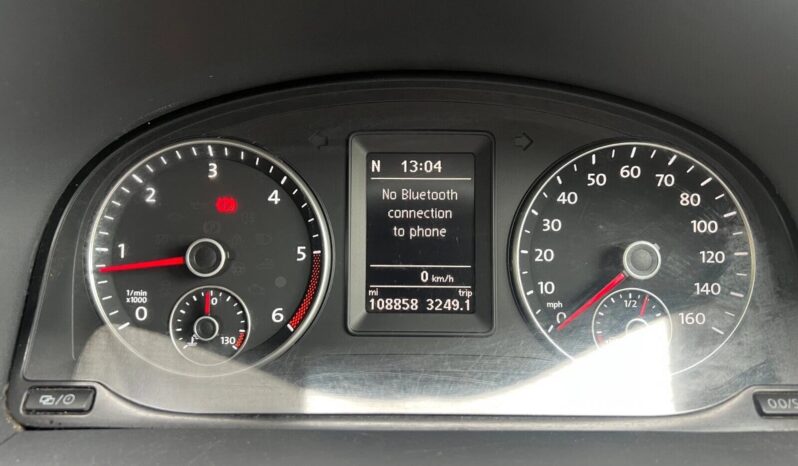 N 13:04
No Bluetooth
connection
to phone
0 km/h
mi trip
108858 3249.1
0 1 2 3 4 5 6
1/min
x1000
130
0 10 20 30 40 50 60 70 80 100 120 140 160
mph
1/2